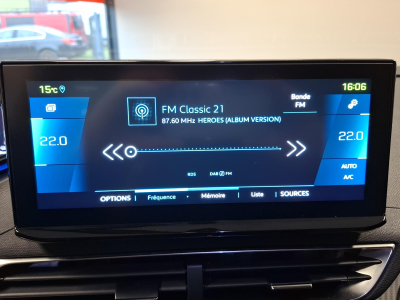 15°C
16:06
FM Classic 21
Bande
FM
87.60 MHz HEROES (ALBUM VERSION)
22.0
22.0
RDS DAB FM
AUTO
A/C
OPTIONS Fréquence Mémoire Liste SOURCES